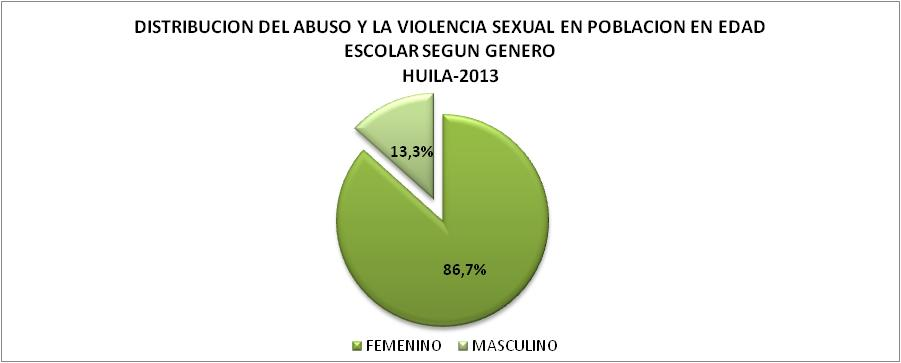 DISTRIBUCION DEL ABUSO Y LA VIOLENCIA SEXUAL EN POBLACION EN EDAD
ESCOLAR SEGUN GENERO
HUILA-2013
13,3%
86,7%
FEMENINO MASCULINO